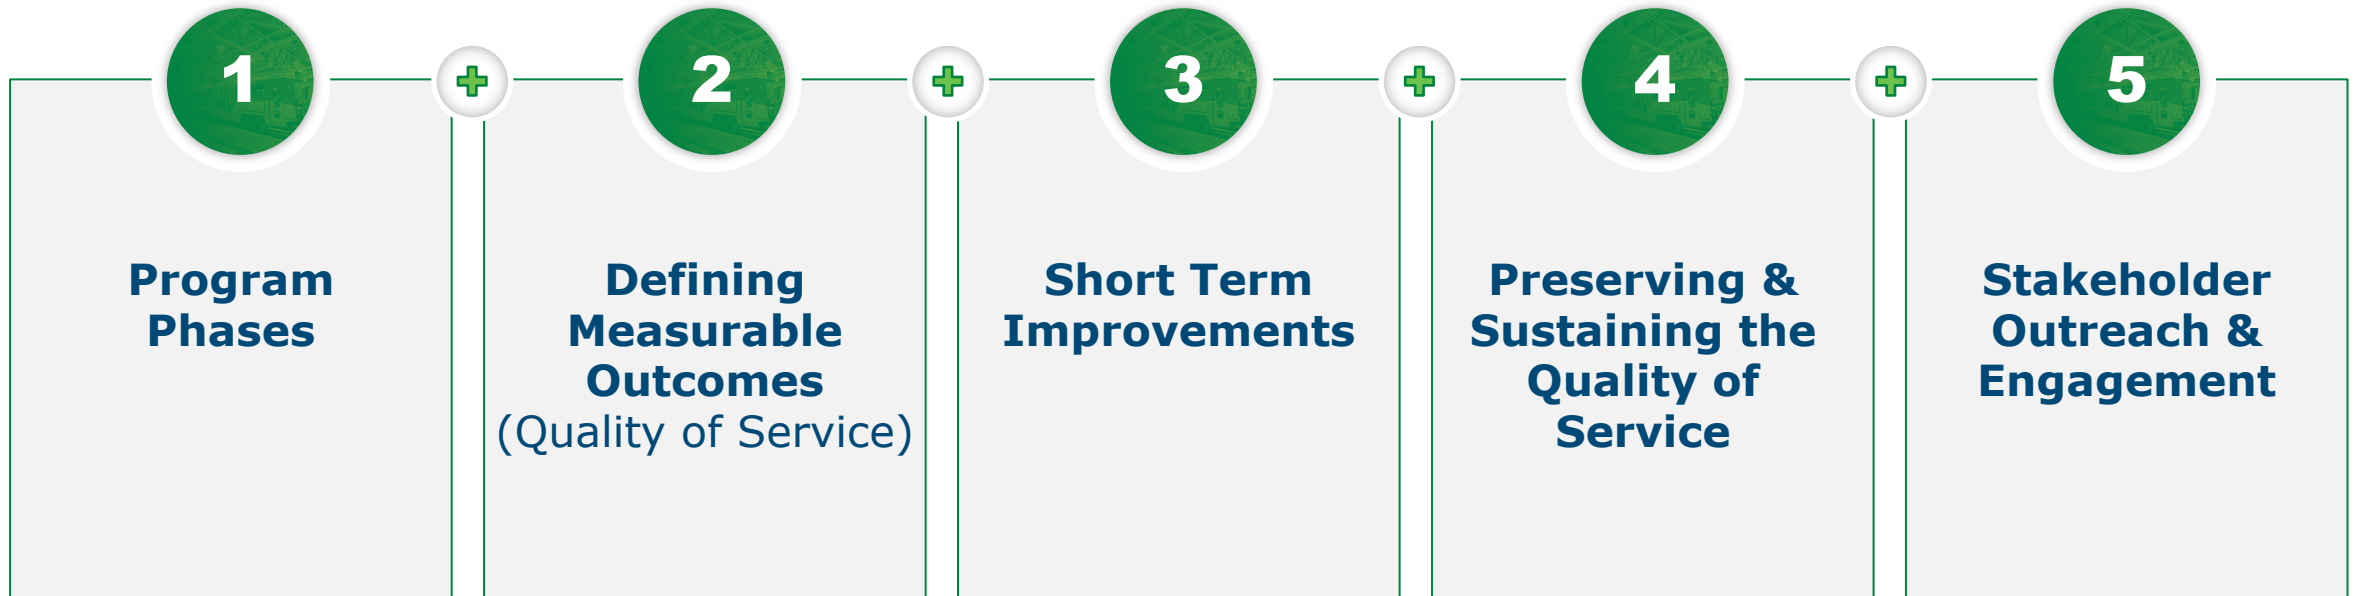 1
Program
Phases
2
Defining
Measurable
Outcomes
(Quality of Service)
3
Short Term
Improvements
4
Preserving &
Sustaining the
Quality of
Service
5
Stakeholder
Outreach &
Engagement